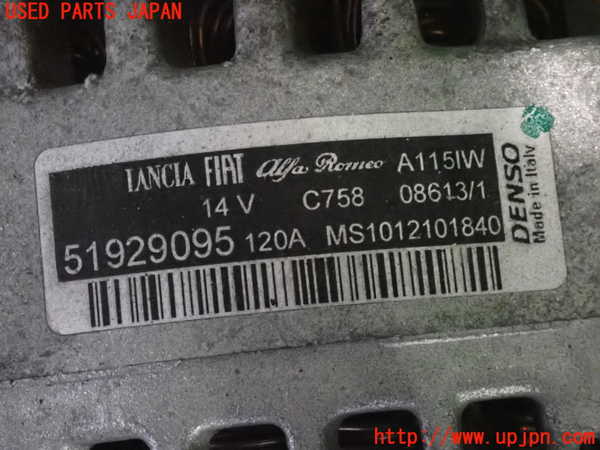 USED PARTS JAPAN
LANCIA FIAT Alfa Romeo A115IW
14 V C758 08613/1
51929095 120A MS1012101840
DENSO
Made in Italy
http://www.upjpn.com/